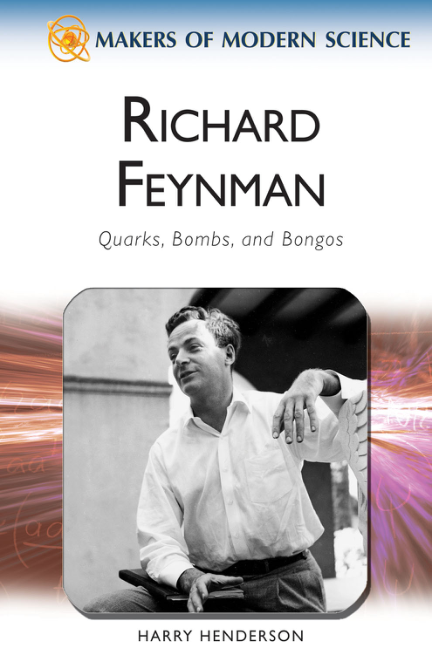 MAKERS OF MODERN SCIENCE
RICHARD
FEYNMAN
Quarks, Bombs, and Bongos
HARRY HENDERSON